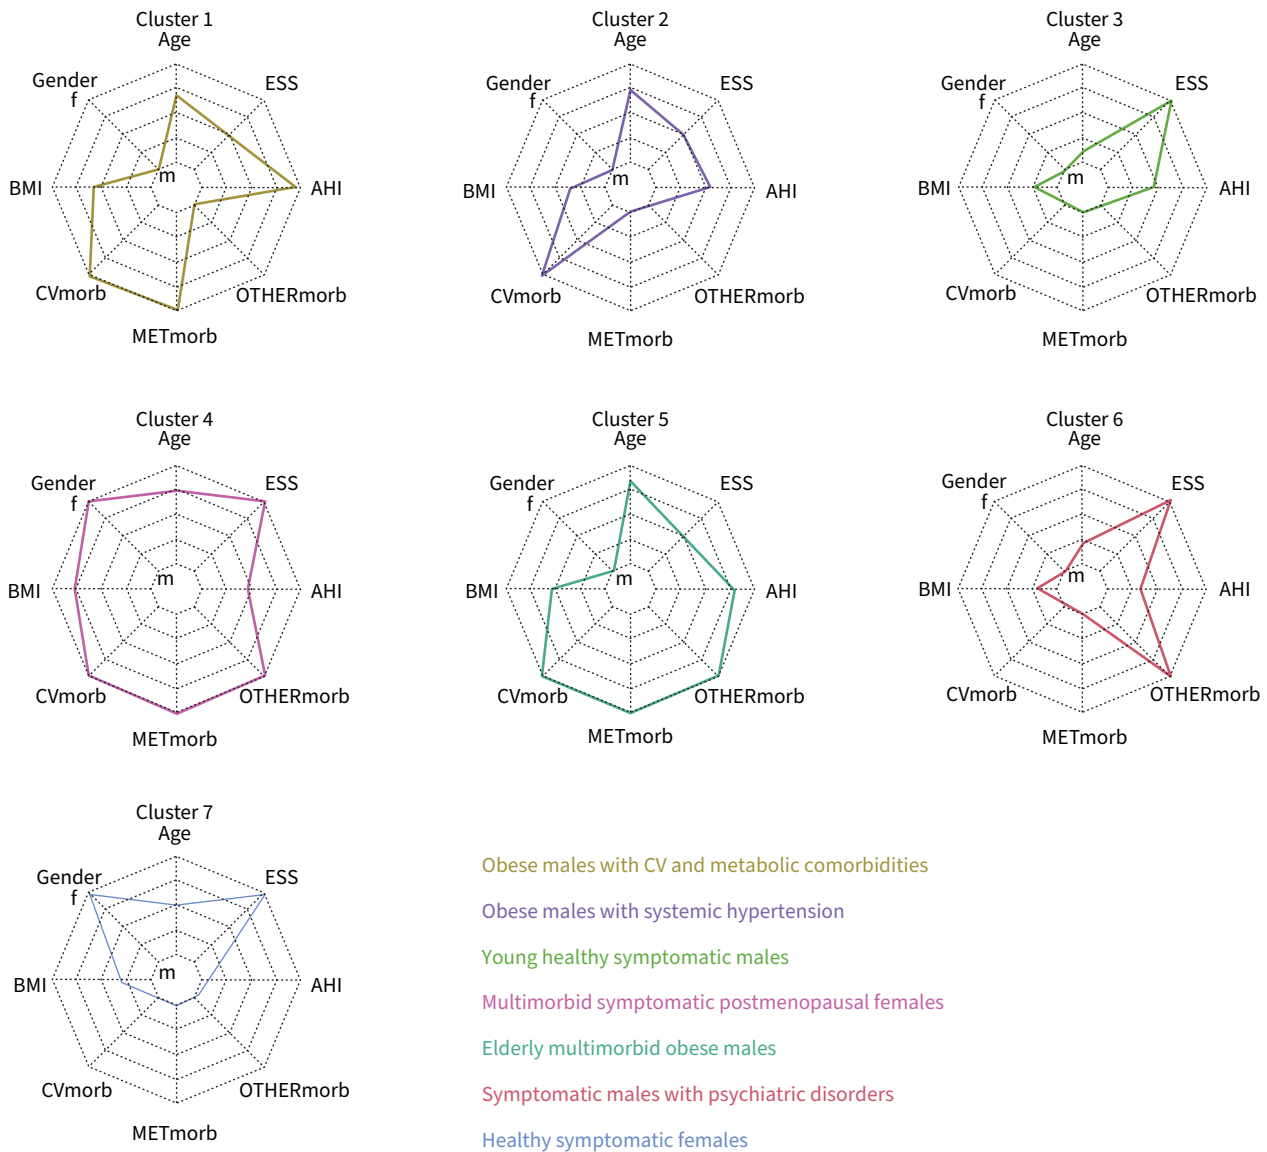 Cluster 1
Age
Gender
f
ESS
m
BMI
AHI
CVmorb
OTHERmorb
METmorb
Cluster 2
Age
Gender
f
ESS
m
BMI
AHI
CVmorb
OTHERmorb
METmorb
Cluster 3
Age
Gender
f
ESS
m
BMI
AHI
CVmorb
OTHERmorb
METmorb
Cluster 4
Age
Gender
f
ESS
m
BMI
AHI
CVmorb
OTHERmorb
METmorb
Cluster 5
Age
Gender
f
ESS
m
BMI
AHI
CVmorb
OTHERmorb
METmorb
Cluster 6
Age
Gender
f
ESS
m
BMI
AHI
CVmorb
OTHERmorb
METmorb
Cluster 7
Age
Gender
f
ESS
m
BMI
AHI
CVmorb
OTHERmorb
METmorb
Obese males with CV and metabolic comorbidities
Obese males with systemic hypertension
Young healthy symptomatic males
Multimorbid symptomatic postmenopausal females
Elderly multimorbid obese males
Symptomatic males with psychiatric disorders
Healthy symptomatic females